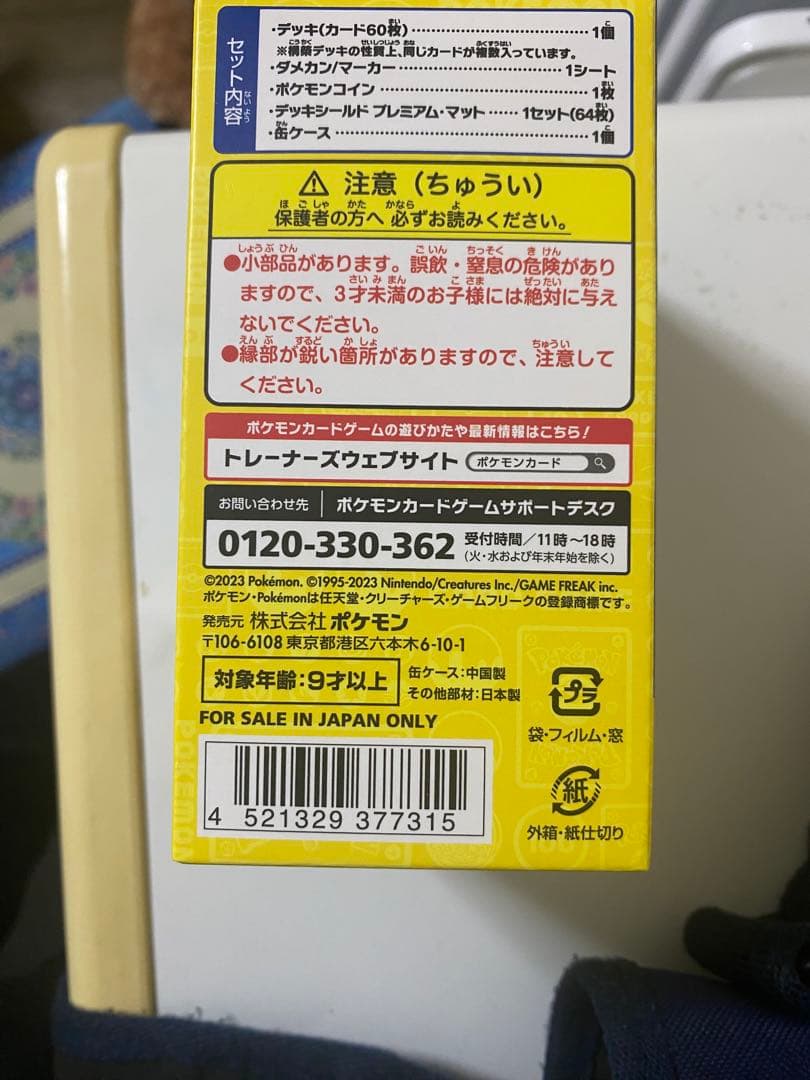 セット内容
・デッキ(カード60枚)……1個
※構築デッキの性質上、同じカードが複数入っています。
・ダメカン/マーカー……1シート
・ポケモンコイン……1枚
・デッキシールド プレミアム・マット……1セット(64枚)
・缶ケース……1個
⚠ 注意（ちゅうい）
保護者の方へ 必ずお読みください。
●小部品があります。誤飲・窒息の危険があり
ますので、3才未満のお子様には絶対に与え
ないでください。
●縁部が鋭い箇所がありますので、注意して
ください。
ポケモンカードゲームの遊びかたや最新情報はこちら!
トレーナーズウェブサイト ポケモンカード
お問い合わせ先 ポケモンカードゲームサポートデスク
0120-330-362 受付時間/11時〜18時
(火・水および年末年始を除く)
©2023 Pokémon. ©1995-2023 Nintendo/Creatures Inc./GAME FREAK inc.
ポケモン・Pokémonは任天堂・クリーチャーズ・ゲームフリークの登録商標です。
発売元 株式会社ポケモン
〒106-6108 東京都港区六本木6-10-1
対象年齢:9才以上
缶ケース:中国製
その他部材:日本製
FOR SALE IN JAPAN ONLY
4 521329 377315
プラ
袋・フィルム・窓
紙
外箱・紙仕切り
POKÉMON